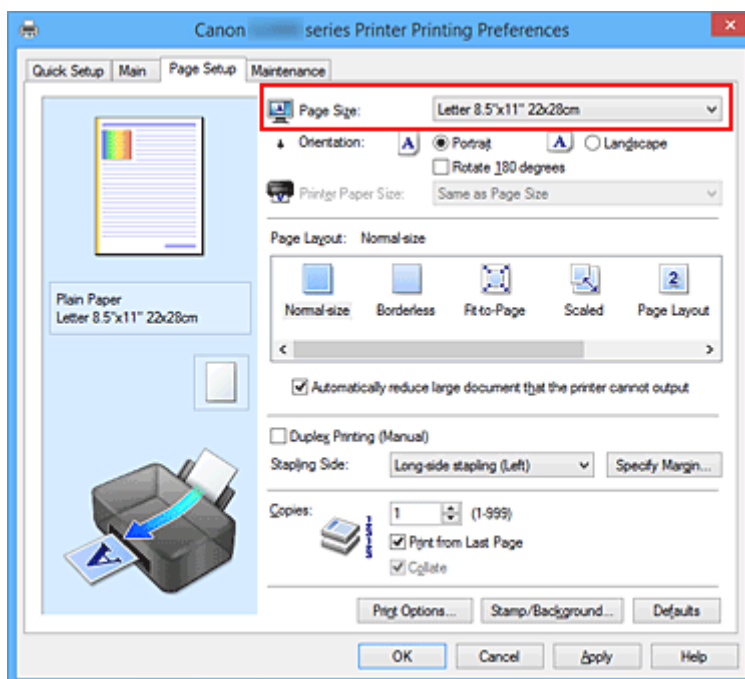 Canon series Printer Printing Preferences
Quick Setup Main Page Setup Maintenance
Page Size: Letter 8.5"x11" 22x28cm
Orientation: A Portrait A Landscape
Rotate 180 degrees
Printer Paper Size: Same as Page Size
Page Layout: Normal-size
Normal-size Borderless Fit-to-Page Scaled Page Layout
Plain Paper
Letter 8.5"x11" 22x28cm
Automatically reduce large document that the printer cannot output
Duplex Printing (Manual)
Stapling Side: Long-side stapling (Left) Specify Margin...
Copies: 1 (1-999)
Print from Last Page
Collate
Print Options... Stamp/Background... Defaults
OK Cancel Apply Help